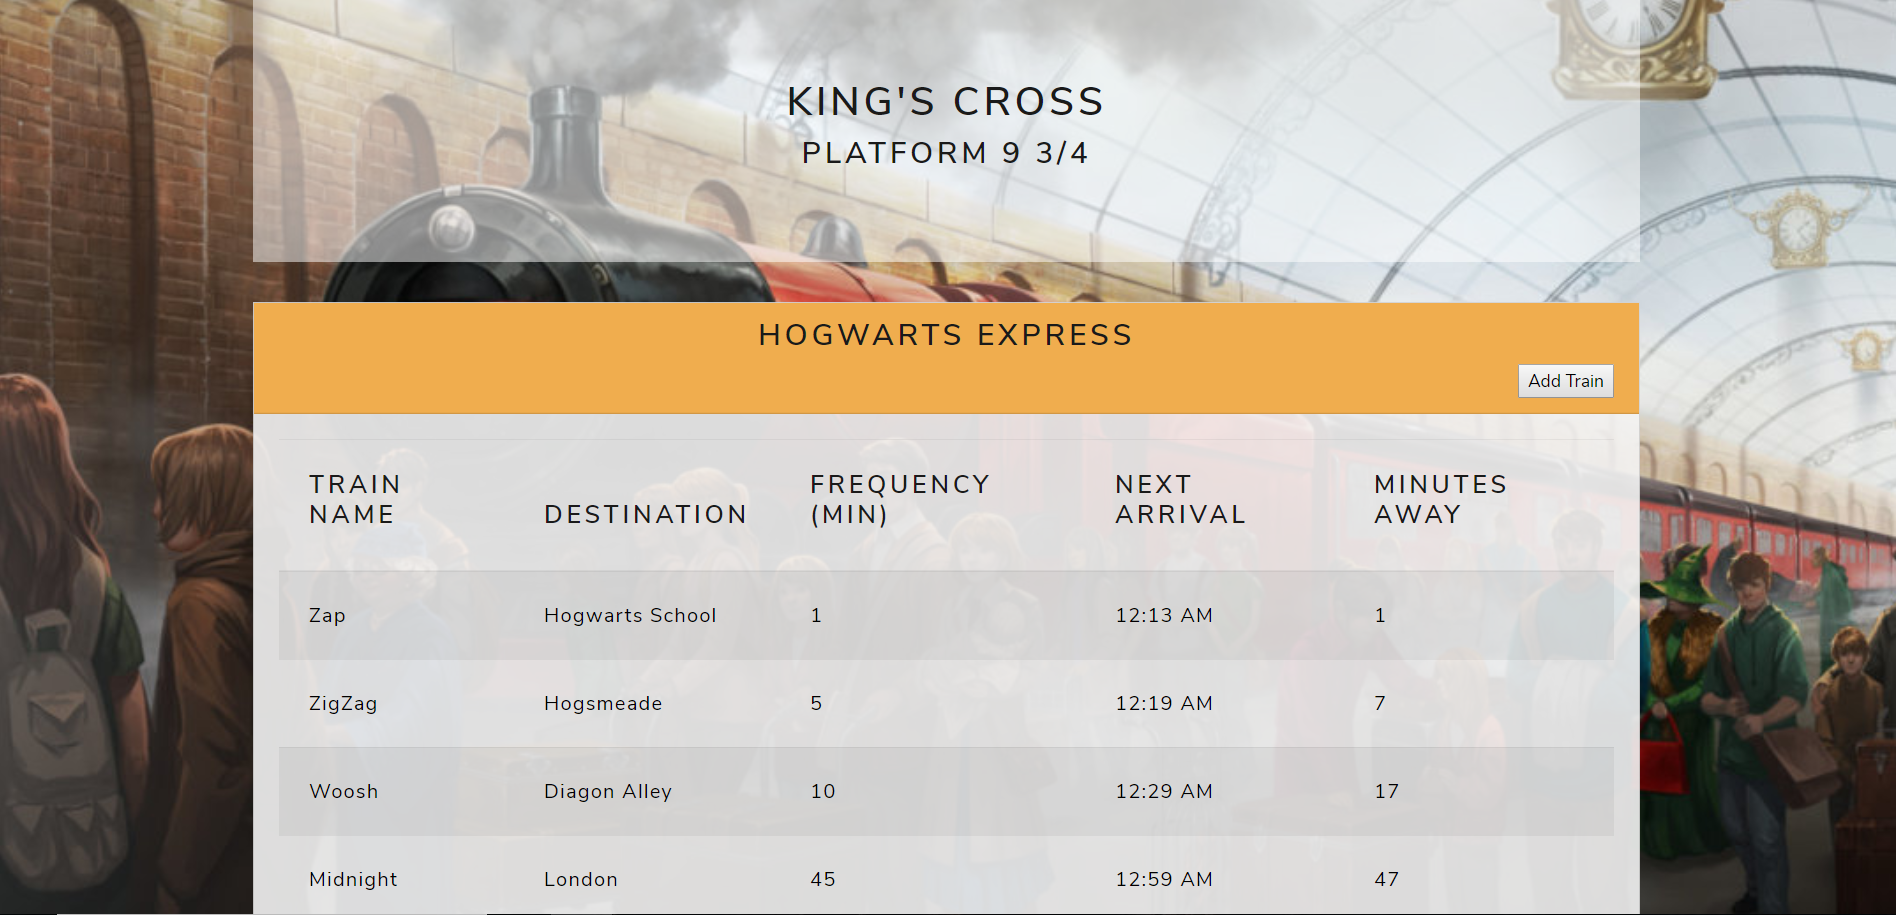 KING'S CROSS
PLATFORM 9 3/4
HOGWARTS EXPRESS
Add Train
TRAIN NAME DESTINATION FREQUENCY (MIN) NEXT ARRIVAL MINUTES AWAY
Zap Hogwarts School 1 12:13 AM 1
ZigZag Hogsmeade 5 12:19 AM 7
Woosh Diagon Alley 10 12:29 AM 17
Midnight London 45 12:59 AM 47